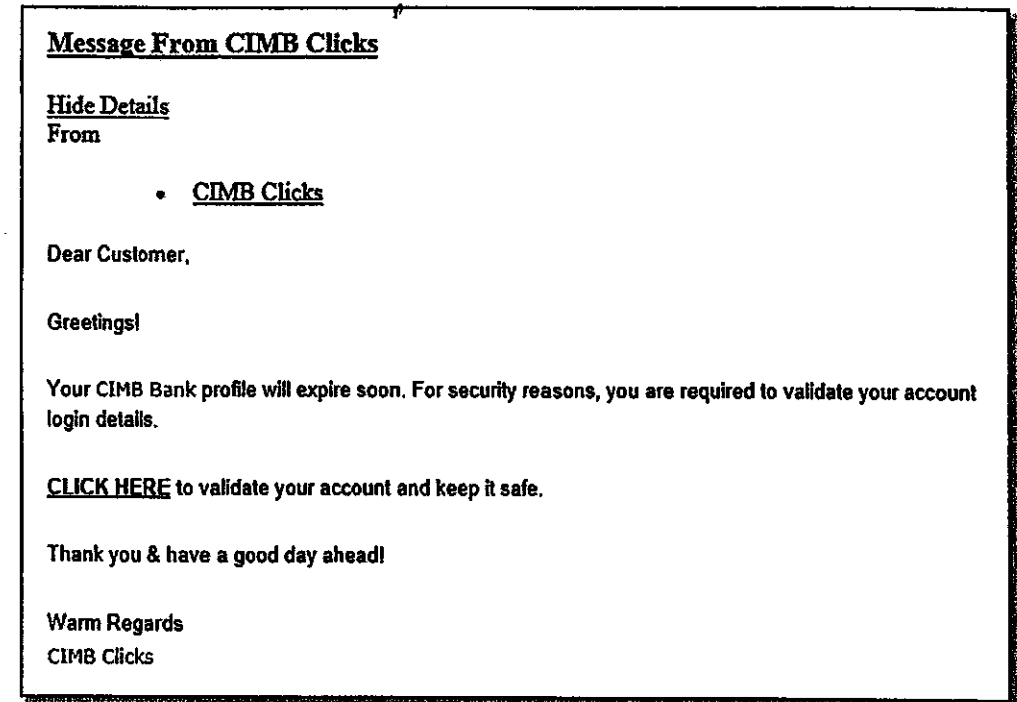 Message From CIMB Clicks
Hide Details
From
• CIMB Clicks
Dear Customer,
Greetings!
Your CIMB Bank profile will expire soon. For security reasons, you are required to validate your account
login details.
CLICK HERE to validate your account and keep it safe.
Thank you & have a good day ahead!
Warm Regards
CIMB Clicks